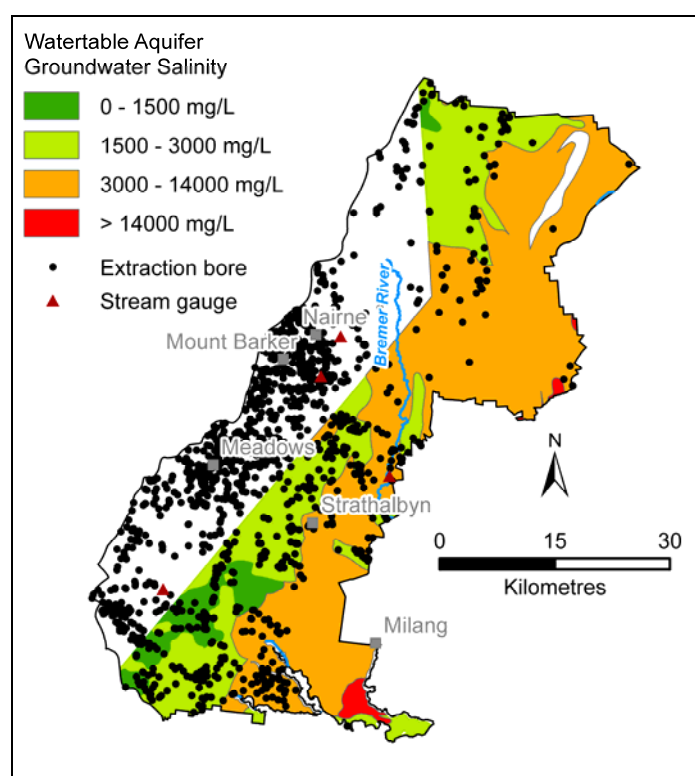 Watertable Aquifer
Groundwater Salinity
0 - 1500 mg/L
1500 - 3000 mg/L
3000 - 14000 mg/L
> 14000 mg/L
Extraction bore
Stream gauge
Bremer River
Nairne
Mount Barker
Meadows
N
Strathalbyn
0 15 30
Kilometres
Milang